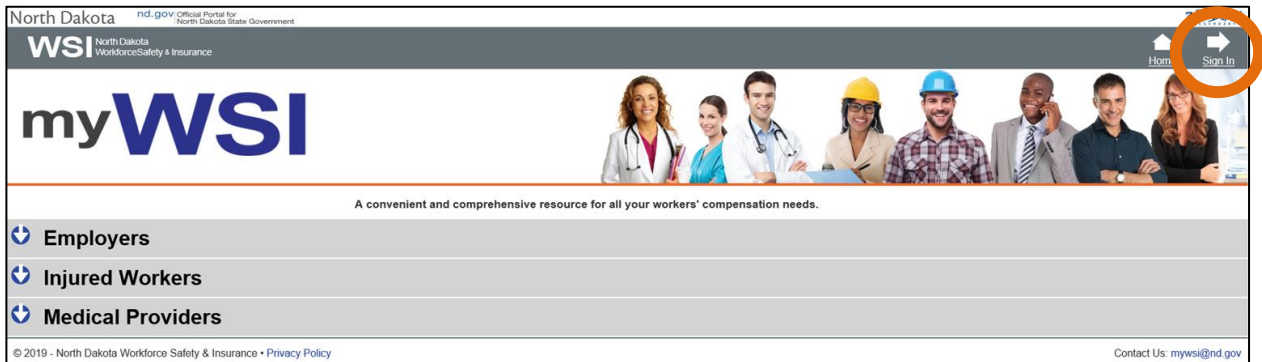 North Dakota nd.gov Official Portal for
North Dakota State Government
WSI North Dakota
WorkforceSafety & Insurance
Home Sign In
myWSI
A convenient and comprehensive resource for all your workers' compensation needs.
Employers
Injured Workers
Medical Providers
© 2019 - North Dakota Workforce Safety & Insurance • Privacy Policy Contact Us: mywsi@nd.gov